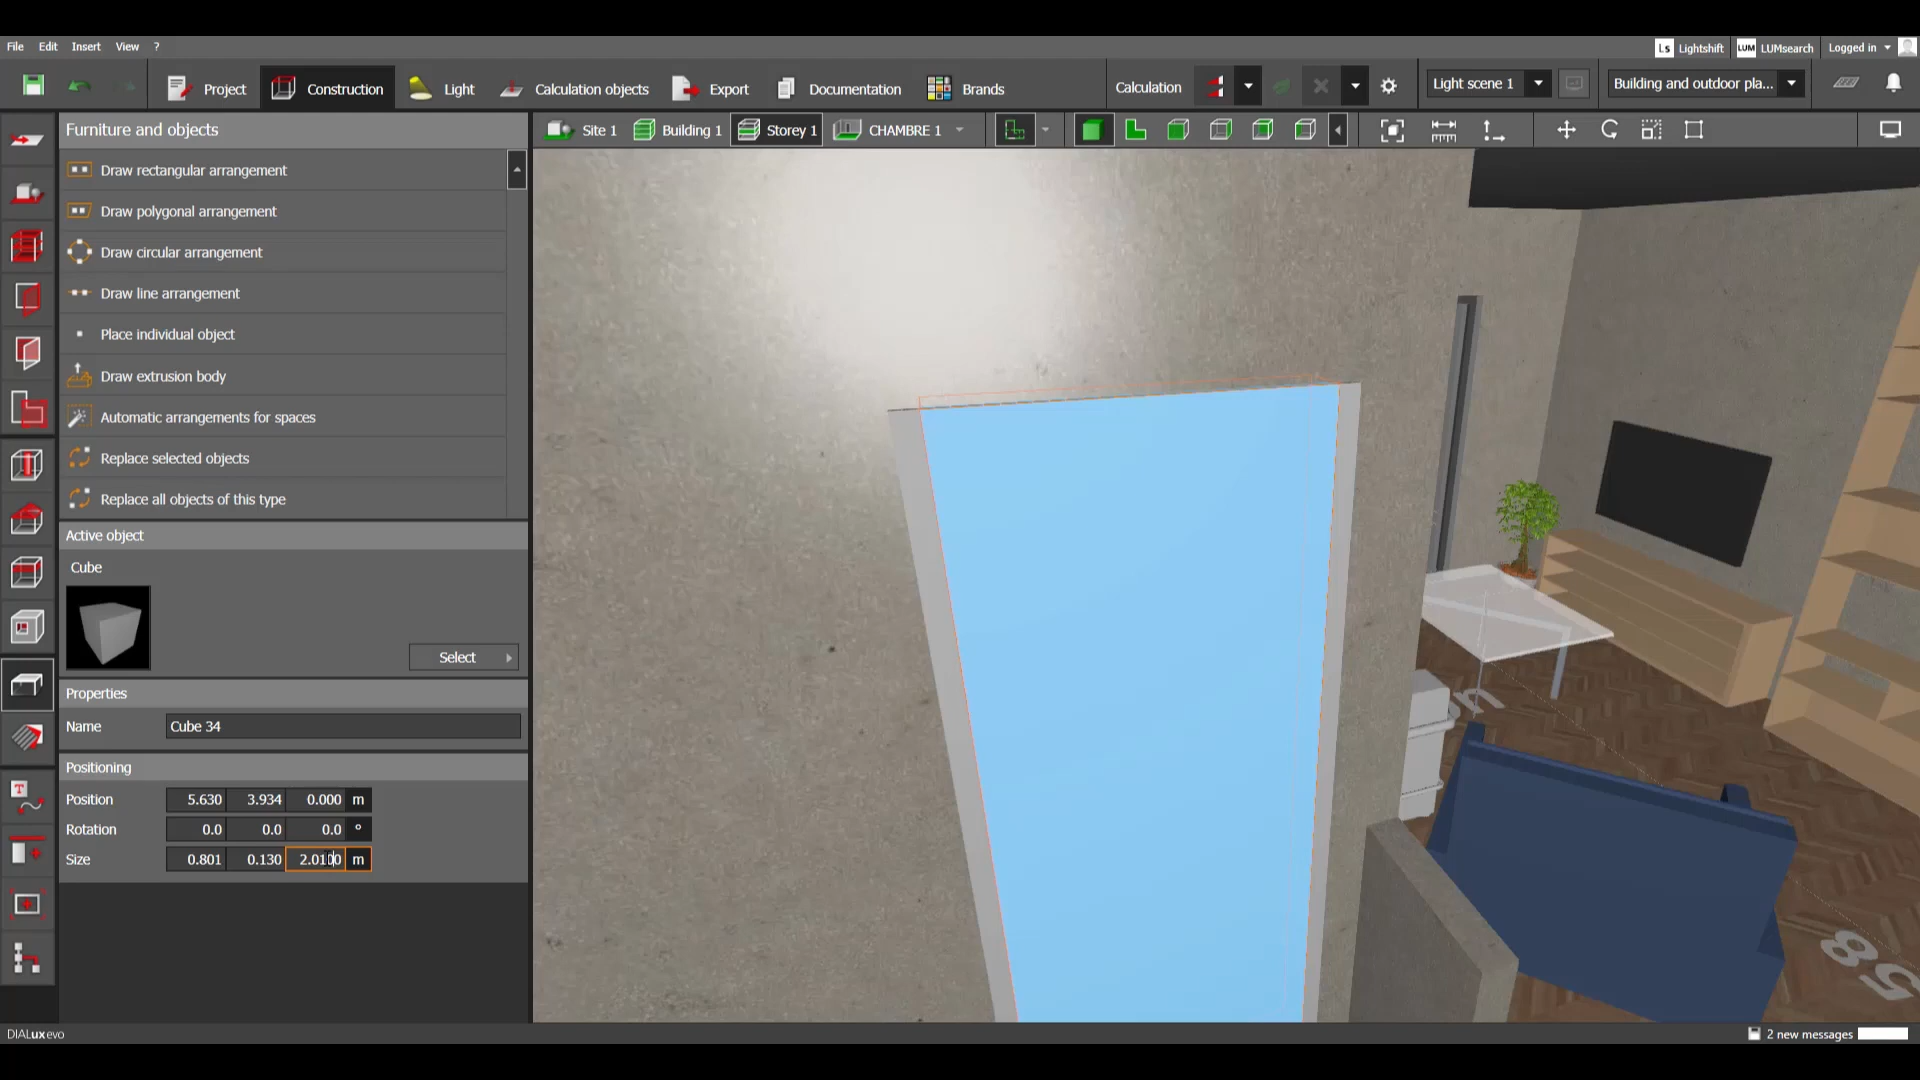 File Edit Insert View ?
Ls Lightshift LUM LUMsearch Logged in
Project Construction Light Calculation objects Export Documentation Brands Calculation Light scene 1 Building and outdoor pla...
Furniture and objects
Site 1 Building 1 Storey 1 CHAMBRE 1
Draw rectangular arrangement
Draw polygonal arrangement
Draw circular arrangement
Draw line arrangement
Place individual object
Draw extrusion body
Automatic arrangements for spaces
Replace selected objects
Replace all objects of this type
Active object
Cube
Select
Properties
Name Cube 34
Positioning
Position 5.630 3.934 0.000 m
Rotation 0.0 0.0 0.0 °
Size 0.801 0.130 2.0100 m
58
DIALux evo
2 new messages